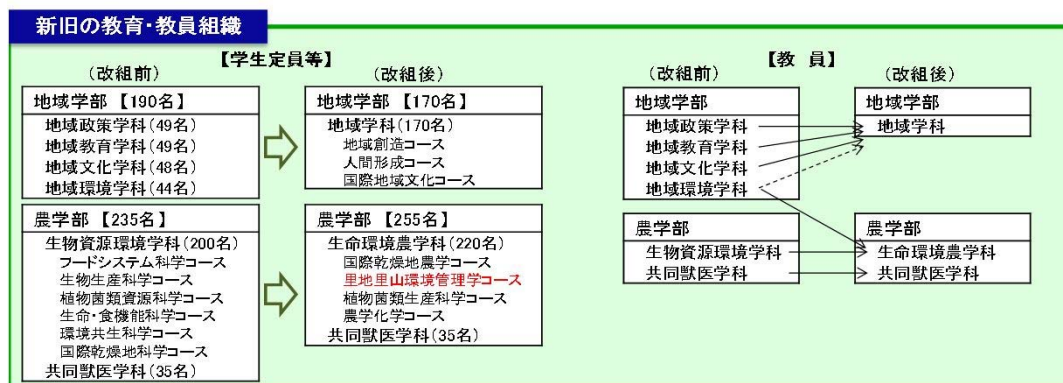 新旧の教育・教員組織
【学生定員等】
(改組前)
(改組後)
地域学部 【190名】
地域政策学科(49名)
地域教育学科(49名)
地域文化学科(48名)
地域環境学科(44名)
地域学部 【170名】
地域学科(170名)
地域創造コース
人間形成コース
国際地域文化コース
農学部 【235名】
生物資源環境学科(200名)
フードシステム科学コース
生物生産科学コース
植物菌類資源科学コース
生命・食機能科学コース
環境共生科学コース
国際乾燥地科学コース
共同獣医学科(35名)
農学部 【255名】
生命環境農学科(220名)
国際乾燥地農学コース
里地里山環境管理学コース
植物菌類生産科学コース
農芸化学コース
共同獣医学科(35名)
【教 員】
(改組前)
(改組後)
地域学部
地域政策学科
地域教育学科
地域文化学科
地域環境学科
地域学部
地域学科
農学部
生物資源環境学科
共同獣医学科
農学部
生命環境農学科
共同獣医学科